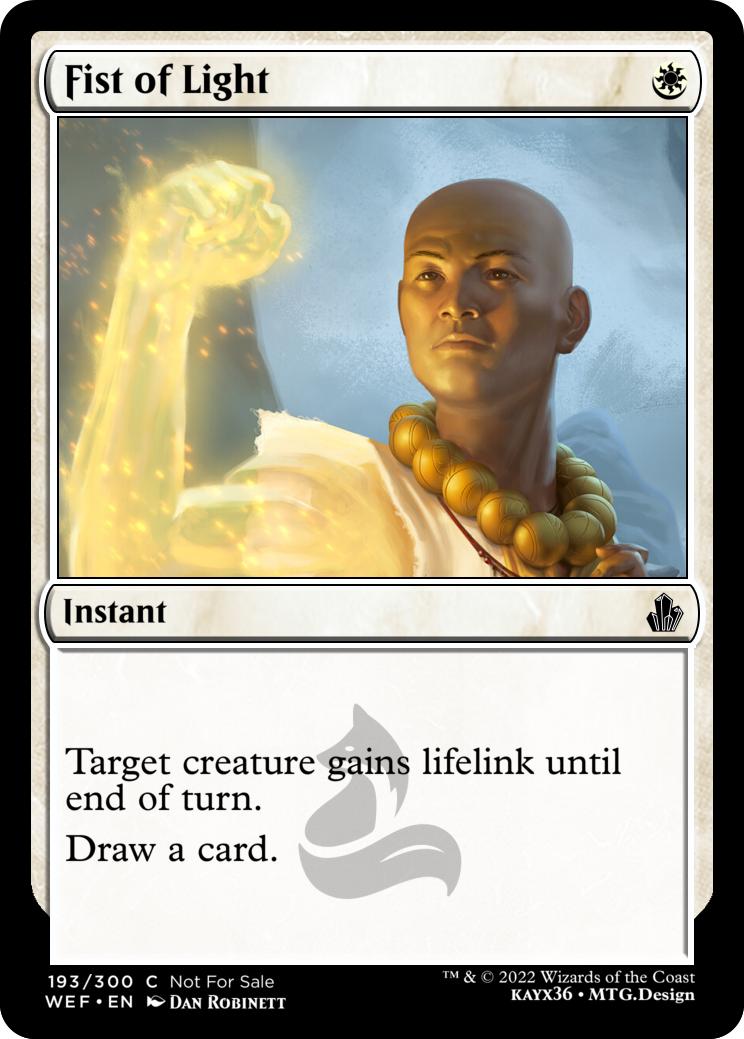 Fist of Light
Instant
Target creature gains lifelink until
end of turn.
Draw a card.
193/300 C Not For Sale
™ & © 2022 Wizards of the Coast
WEF • EN Dan Robinett
KAYX36 • MTG.Design